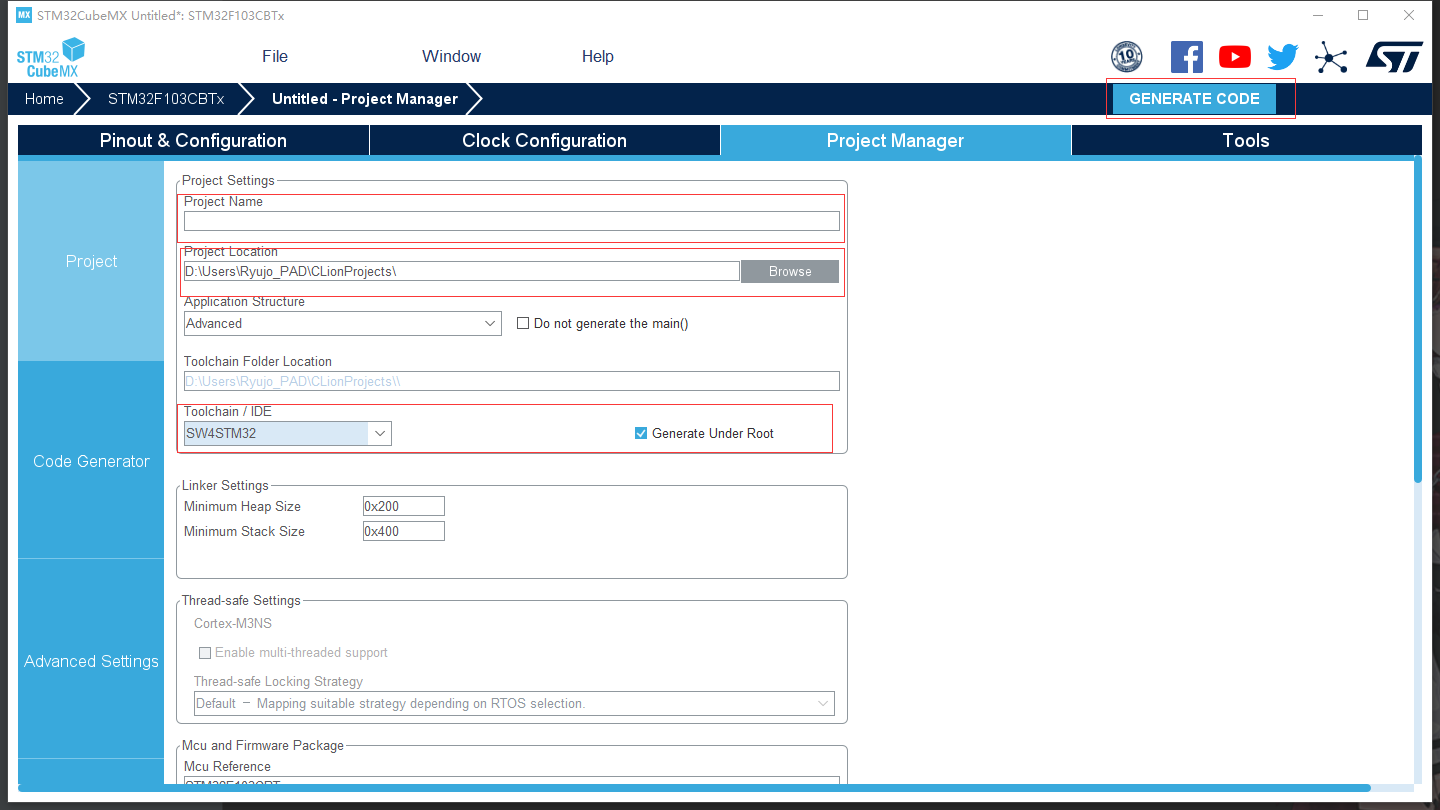 MX STM32CubeMX Untitled*: STM32F103CBTx
STM32
CubeMX
File Window Help
10 YEARS
Home STM32F103CBTx Untitled - Project Manager GENERATE CODE
Pinout & Configuration Clock Configuration Project Manager Tools
Project
Code Generator
Advanced Settings
Project Settings
Project Name
Project Location
D:\Users\Ryujo_PAD\CLionProjects\ Browse
Application Structure
Advanced Do not generate the main()
Toolchain Folder Location
D:\Users\Ryujo_PAD\CLionProjects\\
Toolchain / IDE
SW4STM32 Generate Under Root
Linker Settings
Minimum Heap Size 0x200
Minimum Stack Size 0x400
Thread-safe Settings
Cortex-M3NS
Enable multi-threaded support
Thread-safe Locking Strategy
Default － Mapping suitable strategy depending on RTOS selection.
Mcu and Firmware Package
Mcu Reference